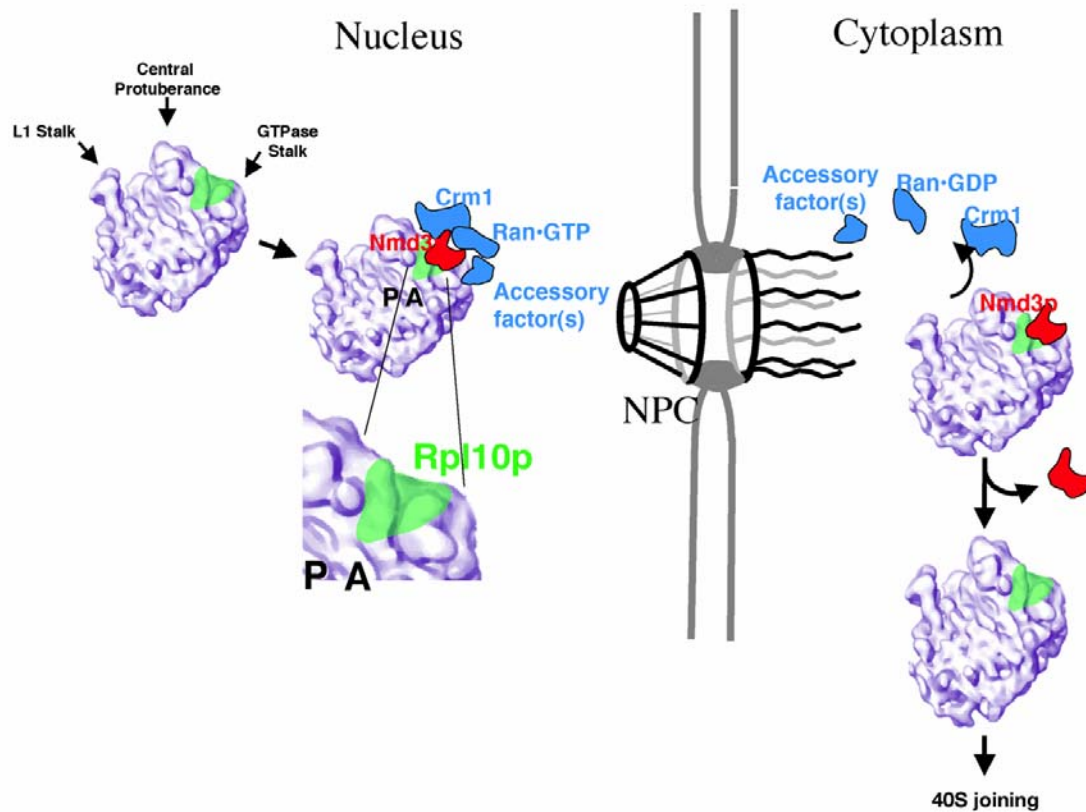 Nucleus
Cytoplasm
Central
Protuberance
L1 Stalk
GTPase
Stalk
Crm1
Nmd3
Ran·GTP
P A
Accessory
factor(s)
Rpl10p
P A
NPC
Accessory
factor(s)
Ran·GDP
Crm1
Nmd3p
40S joining